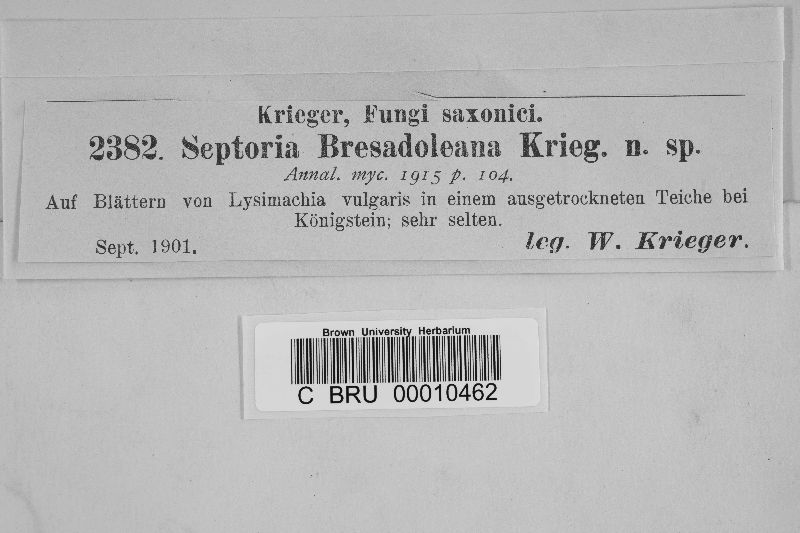 Krieger, Fungi saxonici.
2382. Septoria Bresadoleana Krieg. n. sp.
Annal. myc. 1915 p. 104.
Auf Blättern von Lysimachia vulgaris in einem ausgetrockneten Teiche bei
Königstein; sehr selten.
Sept. 1901.
leg. W. Krieger.
Brown University Herbarium
C BRU 00010462